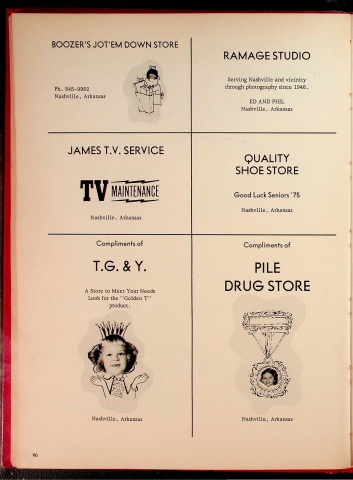 BOOZER'S JOT'EM DOWN STORE
Ph. 845-9962
Nashville, Arkansas
RAMAGE STUDIO
Serving Nashville and vicinity
through photography since 1946.
ED AND PHIL
Nashville, Arkansas
JAMES T.V. SERVICE
TV MAINTENANCE
Nashville, Arkansas
QUALITY
SHOE STORE
Good Luck Seniors '75
Nashville, Arkansas
Compliments of
T.G. & Y.
A Store to Meet Your Needs
Look for the "Golden T"
product.
Nashville, Arkansas
Compliments of
PILE
DRUG STORE
Nashville, Arkansas
90